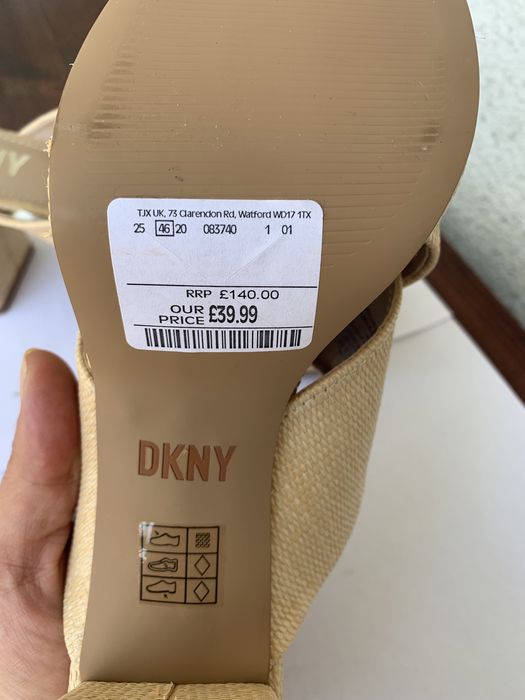 NY
TJX UK, 73 Clarendon Rd, Watford WD17 1TX
25 46 20 083740 1 01
RRP £140.00
OUR PRICE £39.99
DKNY